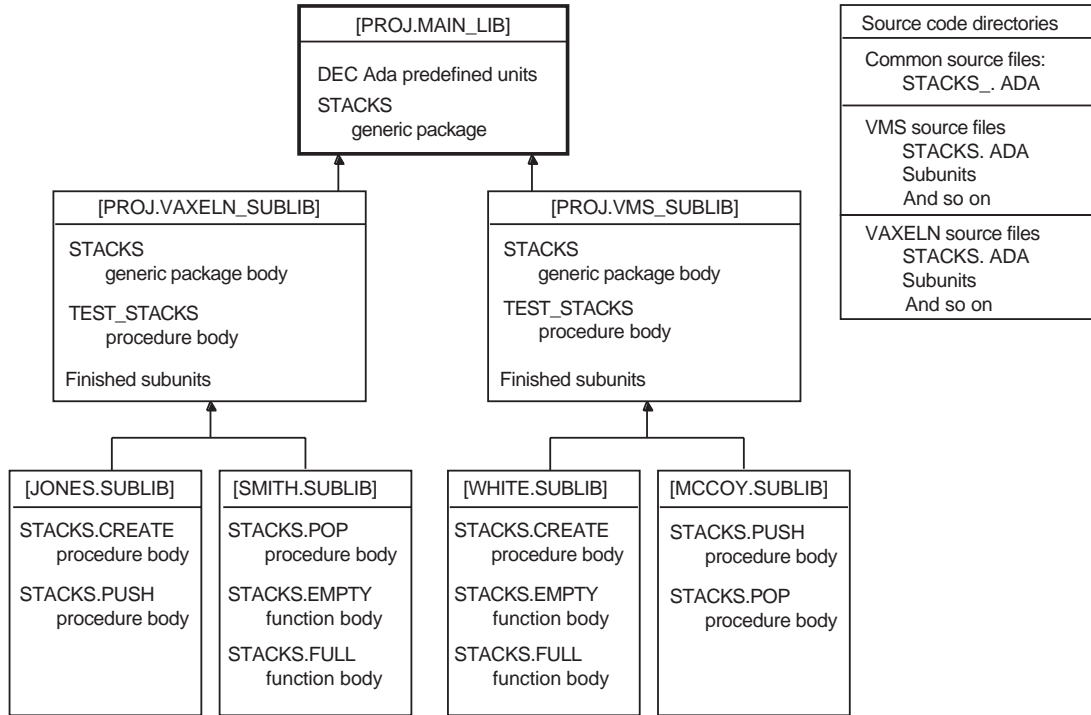 [PROJ.MAIN_LIB]
DEC Ada predefined units
STACKS
generic package
Source code directories
Common source files:
STACKS_. ADA
VMS source files
STACKS. ADA
Subunits
And so on
VAXELN source files
STACKS. ADA
Subunits
And so on
[PROJ.VAXELN_SUBLIB]
STACKS
generic package body
TEST_STACKS
procedure body
Finished subunits
[PROJ.VMS_SUBLIB]
STACKS
generic package body
TEST_STACKS
procedure body
Finished subunits
[JONES.SUBLIB]
STACKS.CREATE
procedure body
STACKS.PUSH
procedure body
[SMITH.SUBLIB]
STACKS.POP
procedure body
STACKS.EMPTY
function body
STACKS.FULL
function body
[WHITE.SUBLIB]
STACKS.CREATE
procedure body
STACKS.EMPTY
function body
STACKS.FULL
function body
[MCCOY.SUBLIB]
STACKS.PUSH
procedure body
STACKS.POP
procedure body